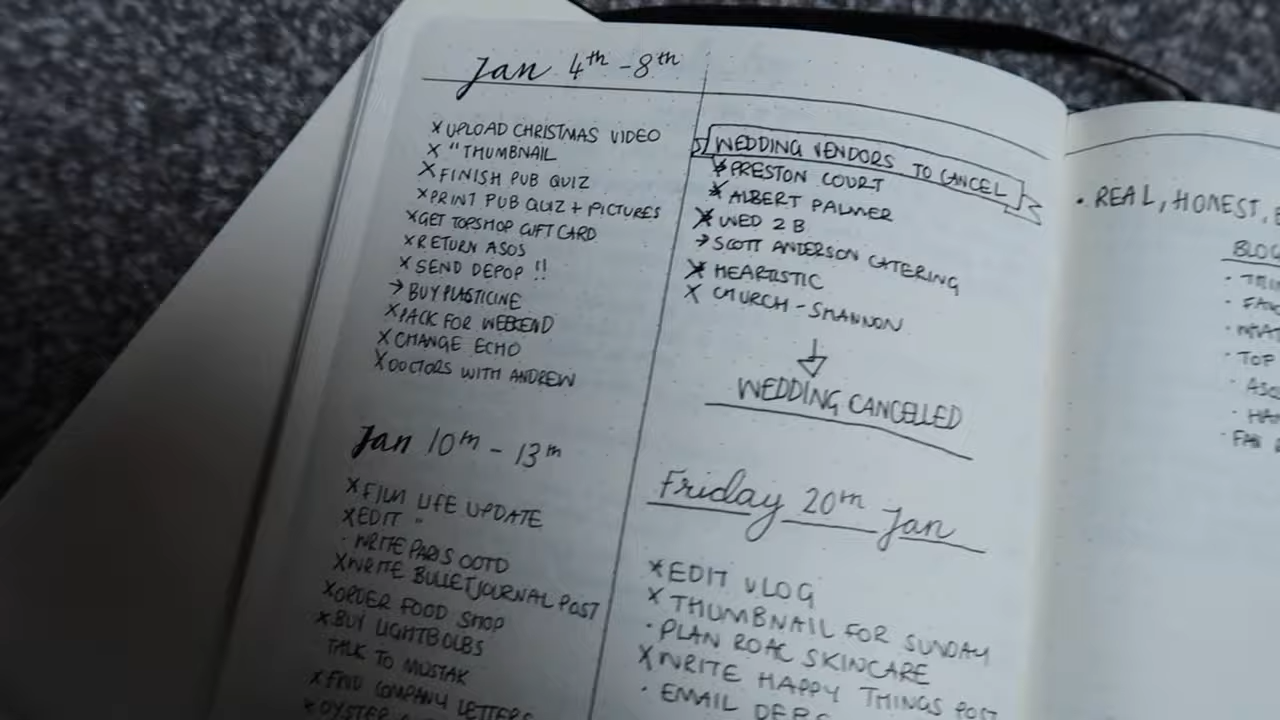 Jan 4th - 8th
X UPLOAD CHRISTMAS VIDEO
X " THUMBNAIL
X FINISH PUB QUIZ
X PRINT PUB QUIZ + PICTURES
X GET TOPSHOP GIFT CARD
X RETURN ASOS
X SEND DEPOP !!
→ BUY PLASTICINE
X PACK FOR WEEKEND
X CHANGE ECHO
X DOCTORS WITH ANDREW
Jan 10th - 13th
X FILM LIFE UPDATE
X EDIT "
· WRITE PARIS OOTD
X WRITE BULLET JOURNAL POST
X ORDER FOOD SHOP
X BUY LIGHTBULBS
TALK TO MUSTAK
X FIND COMPANY LETTERS
X OYSTER
WEDDING VENDORS TO CANCEL
X PRESTON COURT
X ALBERT PALMER
X WED 2 B
→ SCOTT ANDERSON CATERING
X HEARTISTIC
X CHURCH - SHANNON
WEDDING CANCELLED
Friday 20th Jan
X EDIT VLOG
X THUMBNAIL FOR SUNDAY
· PLAN ROAC SKINCARE
X WRITE HAPPY THINGS POST
· EMAIL
· REAL, HONEST,
· TOP